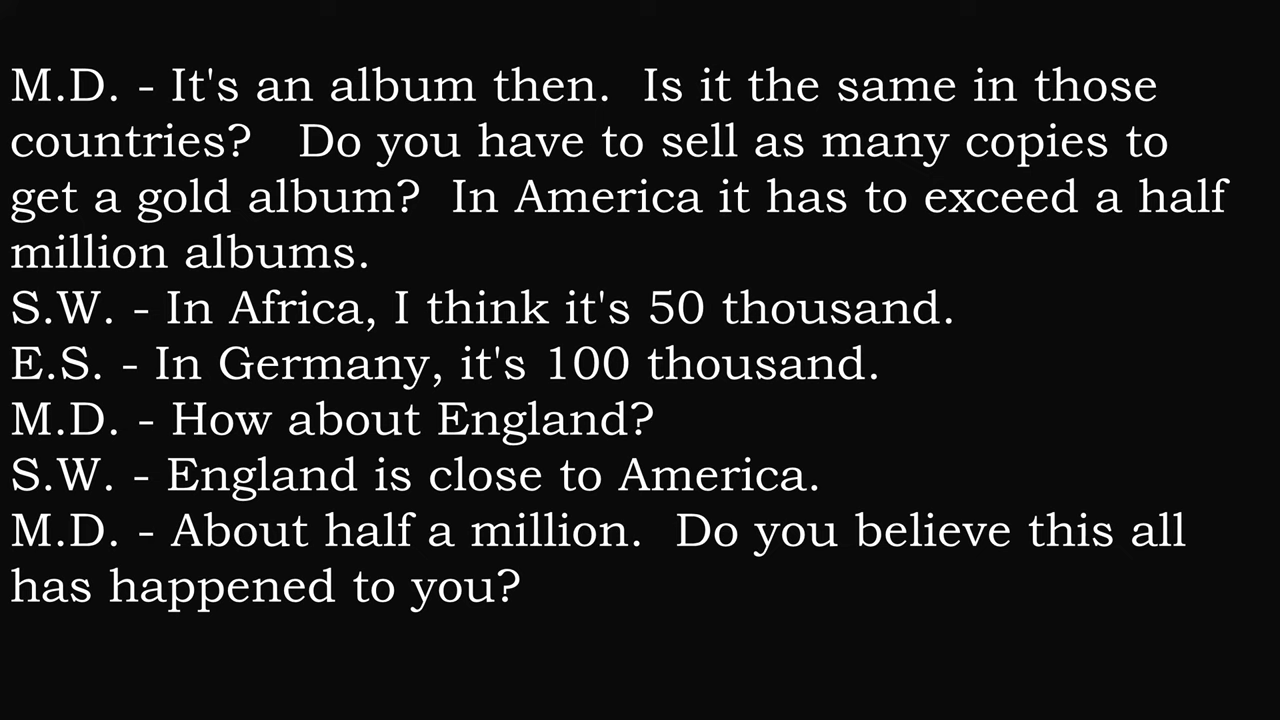 M.D. - It's an album then.  Is it the same in those
countries?   Do you have to sell as many copies to
get a gold album?  In America it has to exceed a half
million albums.
S.W. - In Africa, I think it's 50 thousand.
E.S. - In Germany, it's 100 thousand.
M.D. - How about England?
S.W. - England is close to America.
M.D. - About half a million.  Do you believe this all
has happened to you?